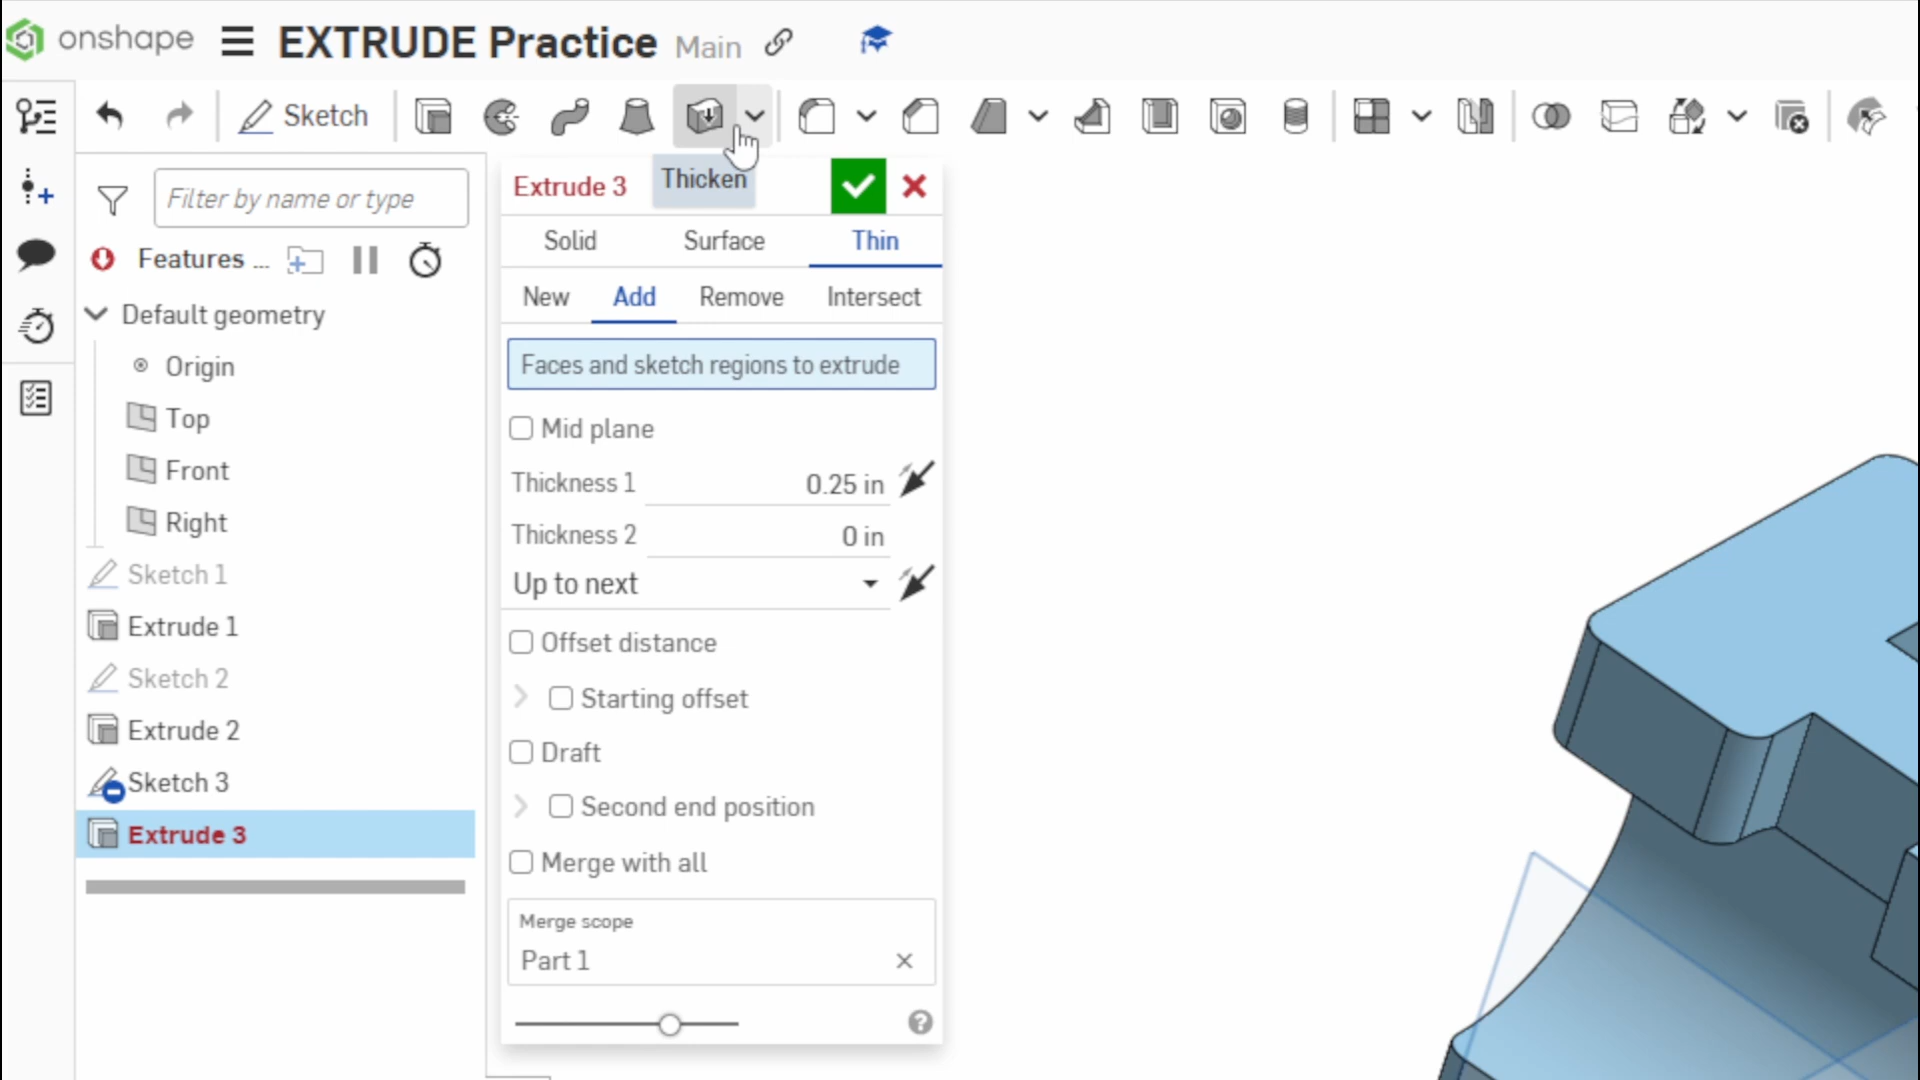 onshape EXTRUDE Practice Main
Sketch
Filter by name or type
Features ...
Default geometry
Origin
Top
Front
Right
Sketch 1
Extrude 1
Sketch 2
Extrude 2
Sketch 3
Extrude 3
Extrude 3
Thicken
Solid Surface Thin
New Add Remove Intersect
Faces and sketch regions to extrude
Mid plane
Thickness 1 0.25 in
Thickness 2 0 in
Up to next
Offset distance
Starting offset
Draft
Second end position
Merge with all
Merge scope
Part 1